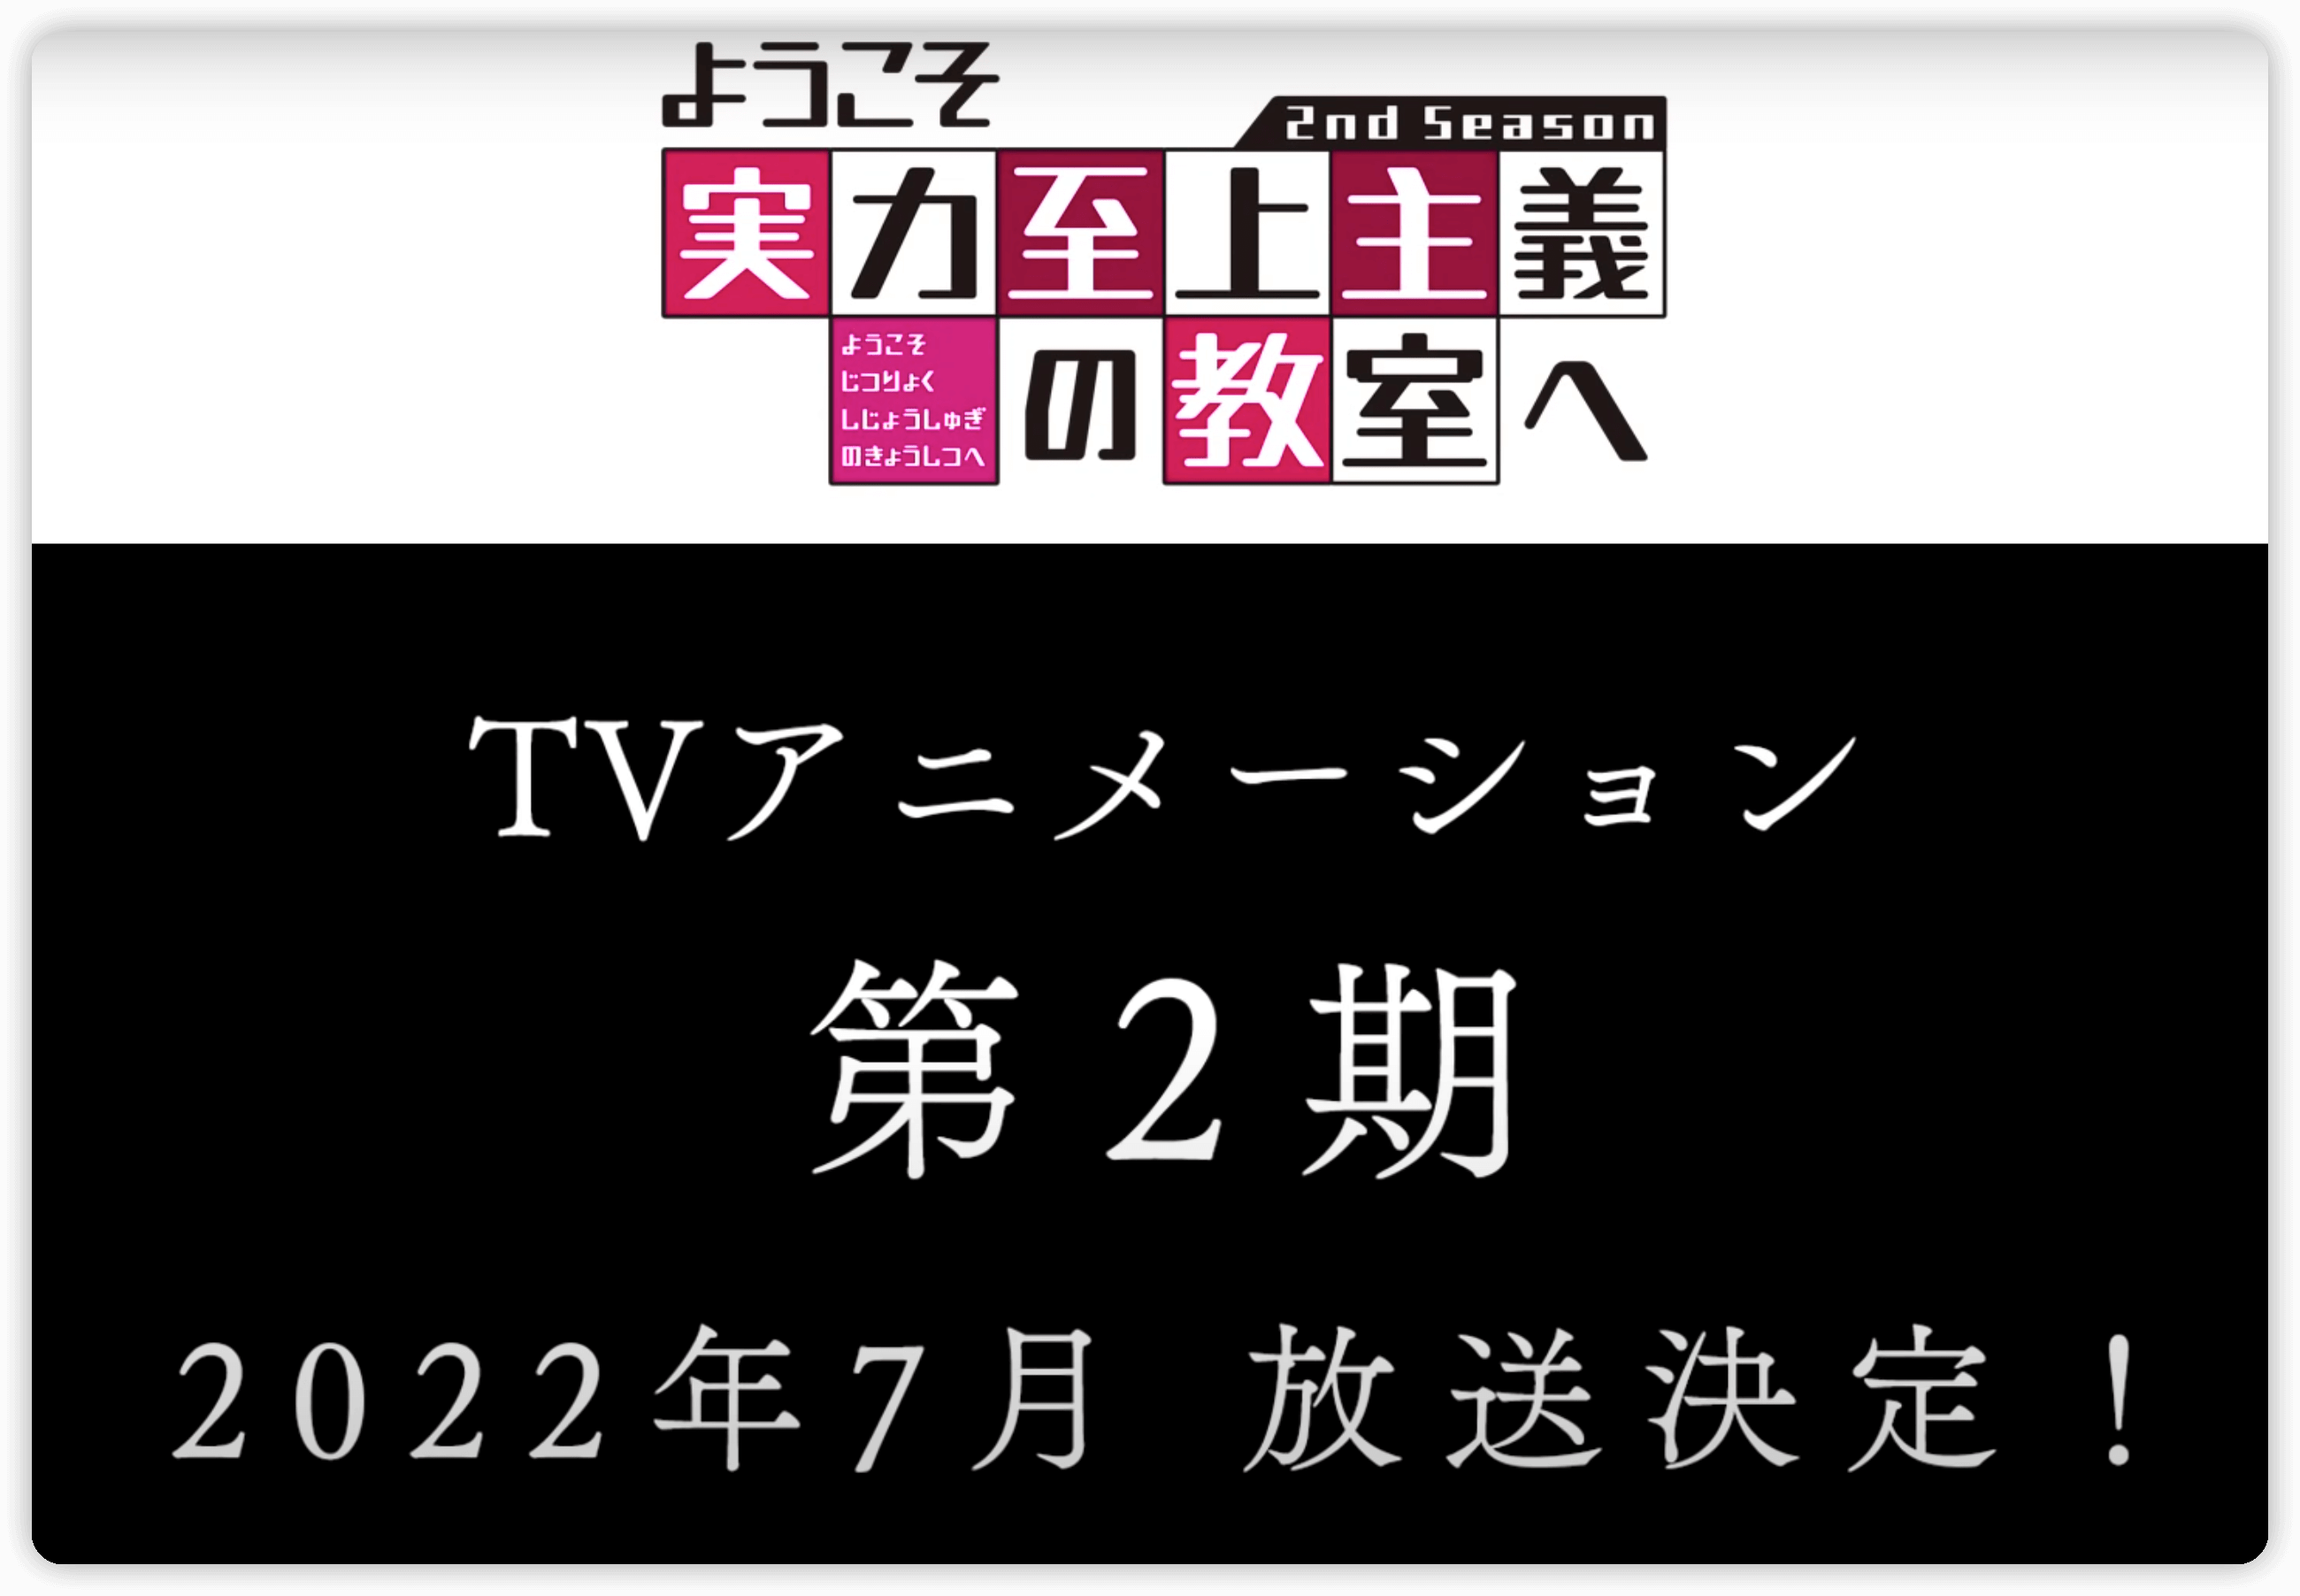 ようこそ
2nd Season
実力至上主義
ようこそ
じつりょく
しじょうしゅぎ
のきょうしつへ
の教室へ
TVアニメーション
第2期
2022年7月 放送決定！